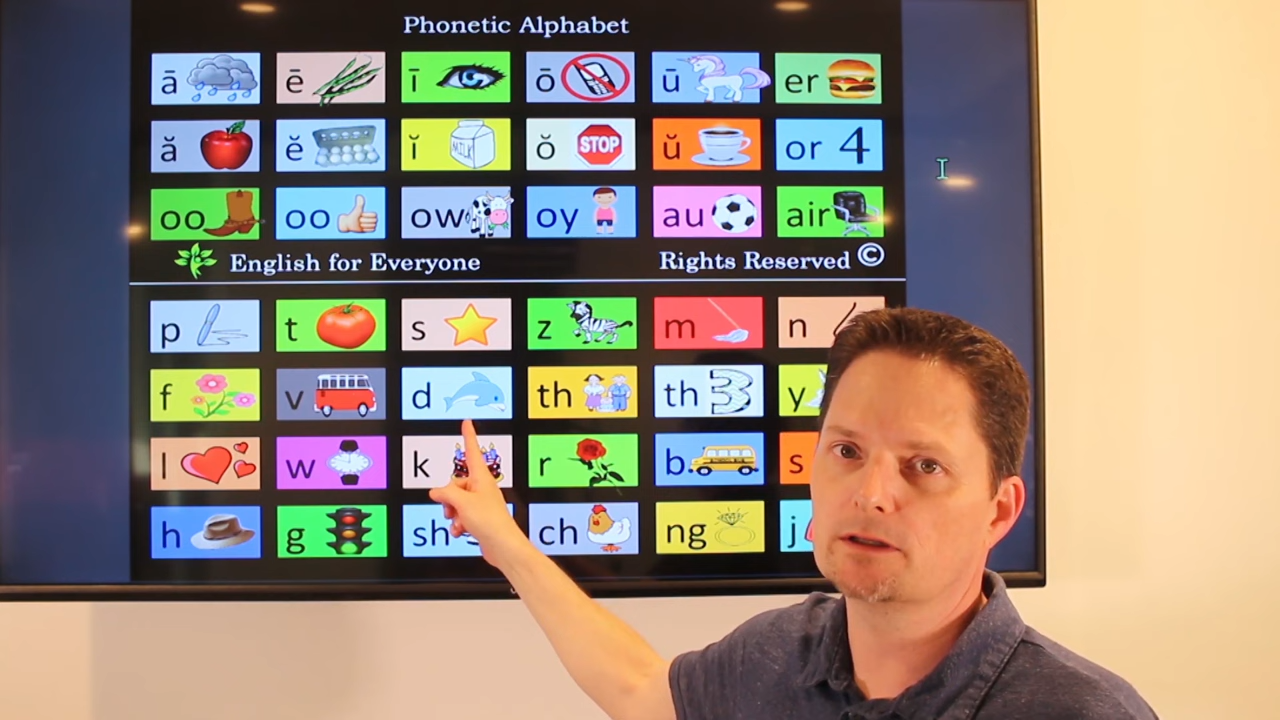 Phonetic Alphabet
ā ē ī ō ū er
ă ĕ ĭ MILK ŏ STOP ŭ or 4
oo oo ow oy au air
English for Everyone Rights Reserved ©
p t s z m n
f v d th th y
l w k r b s
h g sh ch ng j